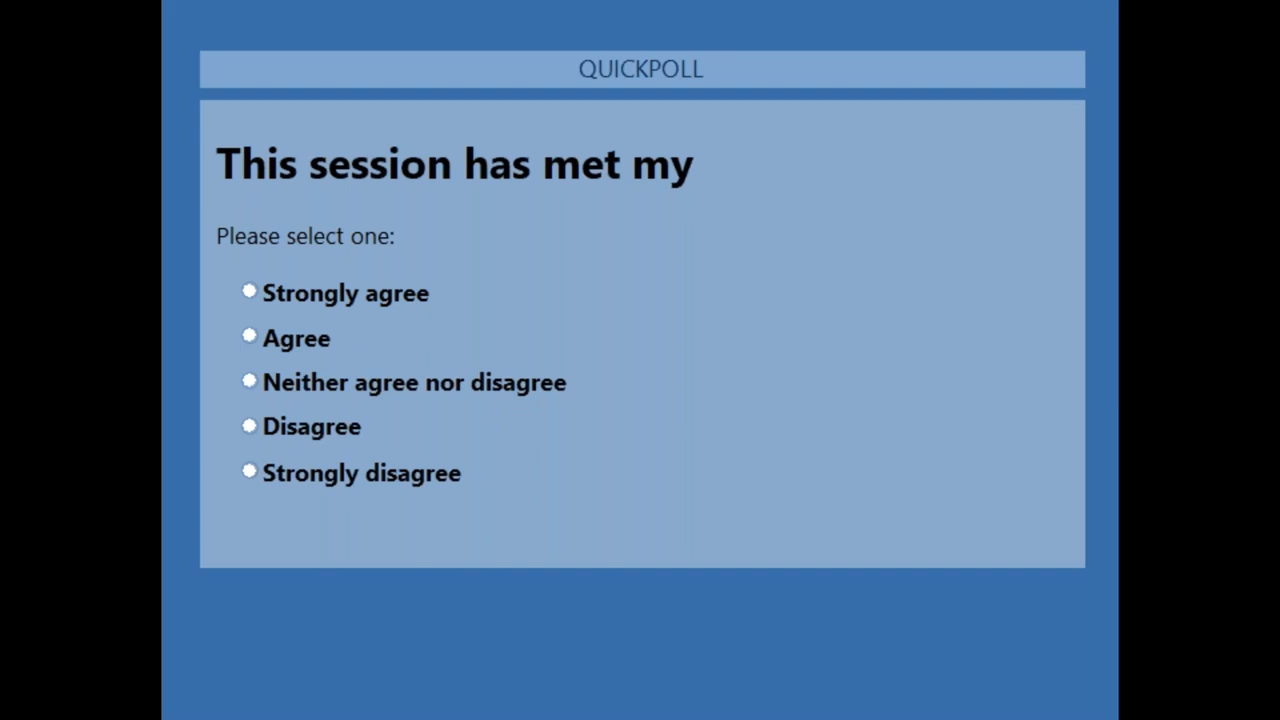 QUICKPOLL
This session has met my
Please select one:
Strongly agree
Agree
Neither agree nor disagree
Disagree
Strongly disagree